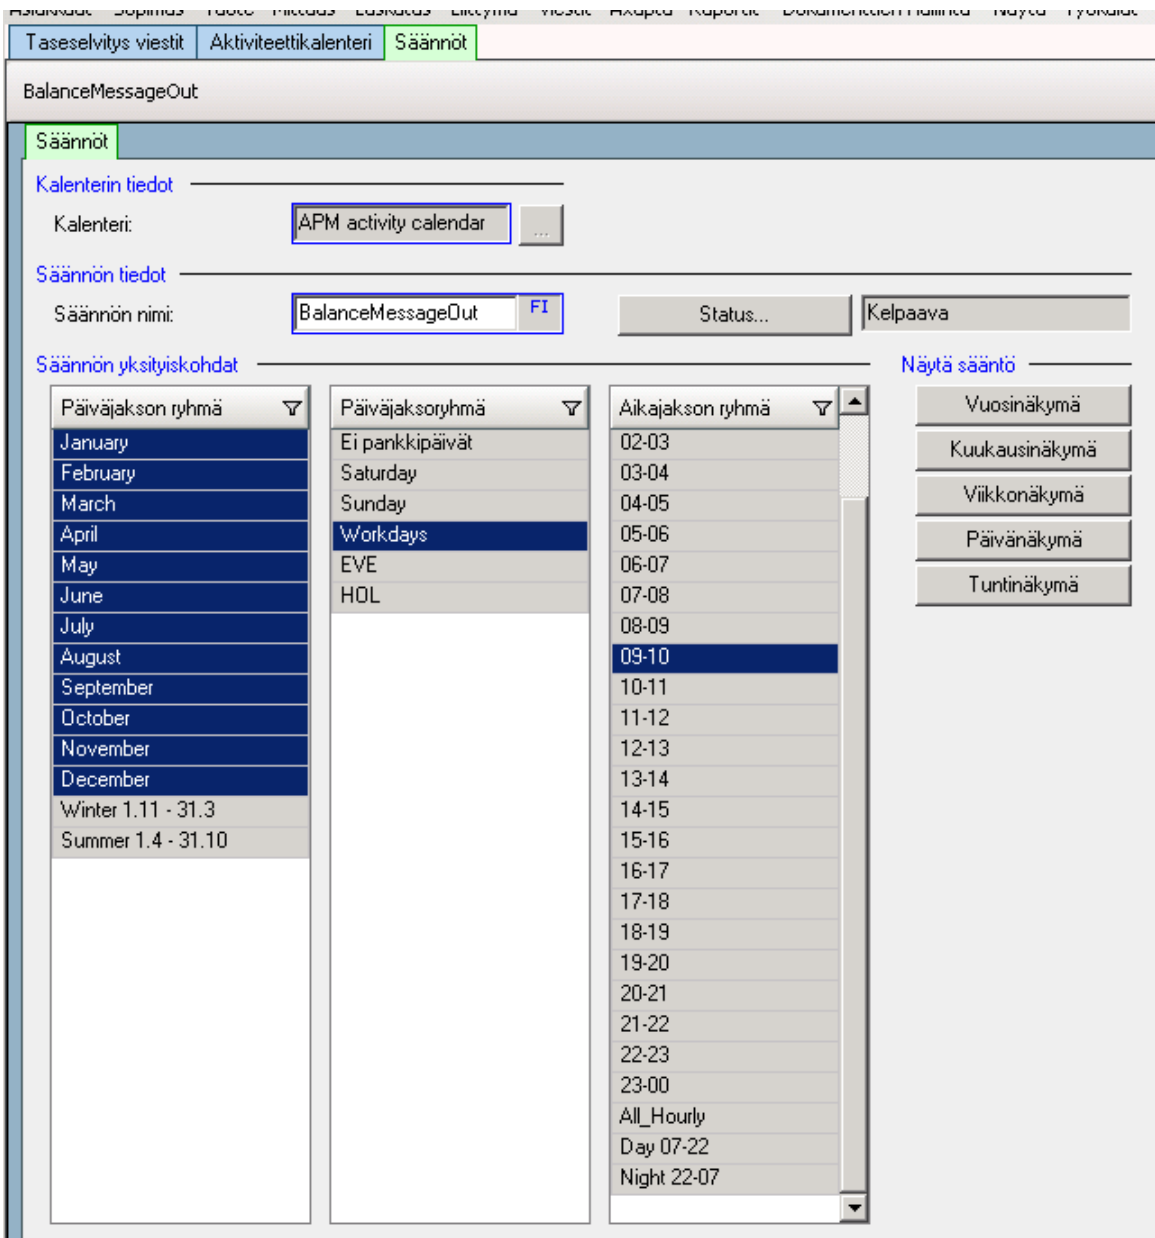 Taseselvitys viestit Aktiviteettikalenteri Säännöt
BalanceMessageOut
Säännöt
Kalenterin tiedot
Kalenteri: APM activity calendar ...
Säännön tiedot
Säännön nimi: BalanceMessageOut FI Status... Kelpaava
Säännön yksityiskohdat Näytä sääntö
Päiväjakson ryhmä
January
February
March
April
May
June
July
August
September
October
November
December
Winter 1.11 - 31.3
Summer 1.4 - 31.10
Päiväjaksoryhmä
Ei pankkipäivät
Saturday
Sunday
Workdays
EVE
HOL
Aikajakson ryhmä
02-03
03-04
04-05
05-06
06-07
07-08
08-09
09-10
10-11
11-12
12-13
13-14
14-15
15-16
16-17
17-18
18-19
19-20
20-21
21-22
22-23
23-00
All_Hourly
Day 07-22
Night 22-07
Vuosinäkymä
Kuukausinäkymä
Viikkonäkymä
Päivänäkymä
Tuntinäkymä